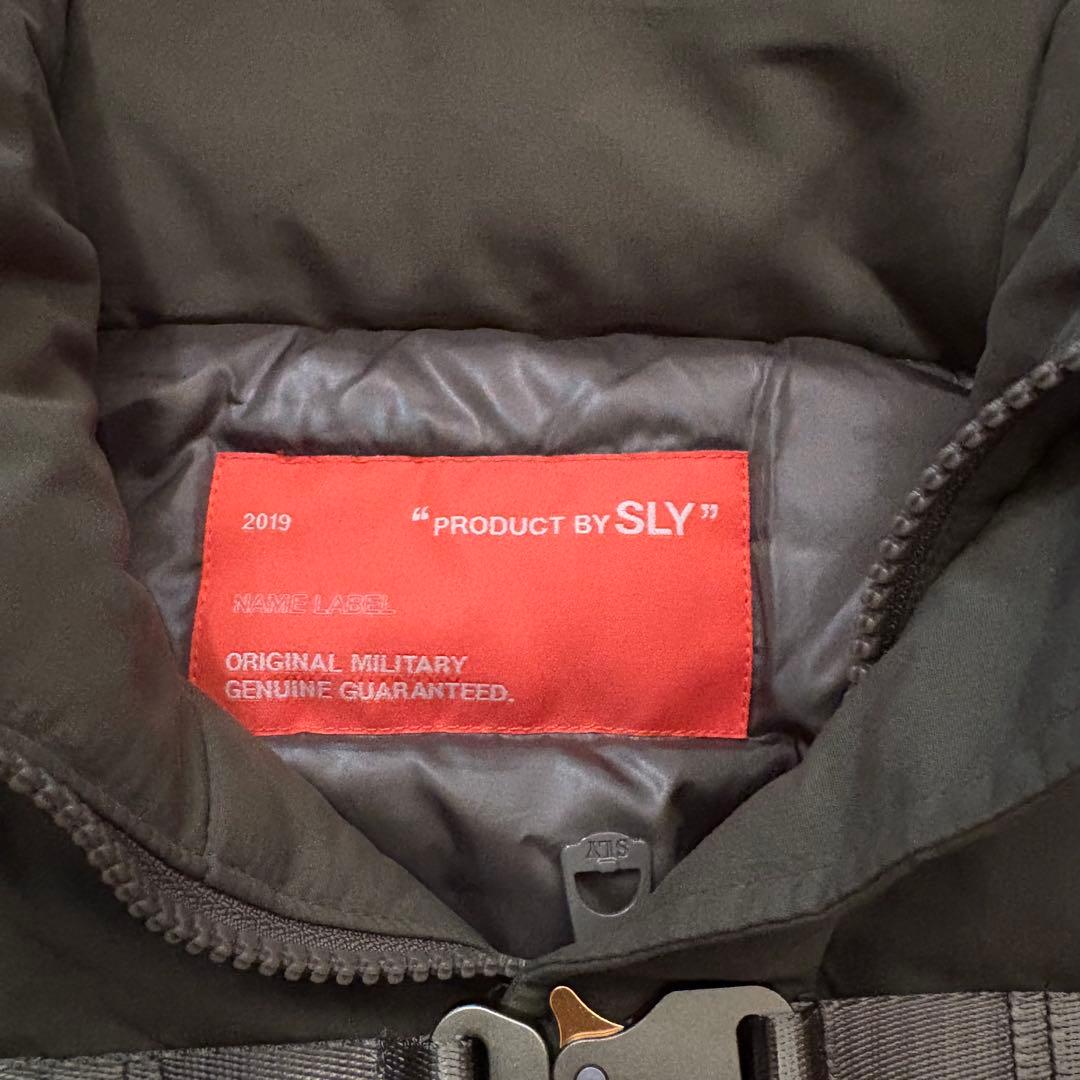 2019 “PRODUCT BY SLY”
NAME LABEL
ORIGINAL MILITARY
GENUINE GUARANTEED.
SLY